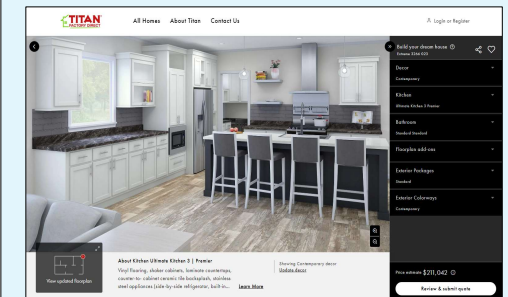 TITAN
FACTORY DIRECT
All Homes About Titan Contact Us
Login or Register
Build your dream house
Extreme 3266 023
Decor
Contemporary
Kitchen
Ultimate Kitchen 3 Premier
Bathroom
Standard Standard
Floorplan add-ons
Exterior Packages
Standard
Exterior Colorways
Contemporary
View updated floorplan
About Kitchen Ultimate Kitchen 3 | Premier
Vinyl flooring, shaker cabinets, laminate countertops,
counter-to- cabinet ceramic tile backsplash, stainless
steel appliances (side-by-side refrigerator, built-in... Learn More
Showing Contemporary decor
Update decor
Price estimate $211,042
Review & submit quote